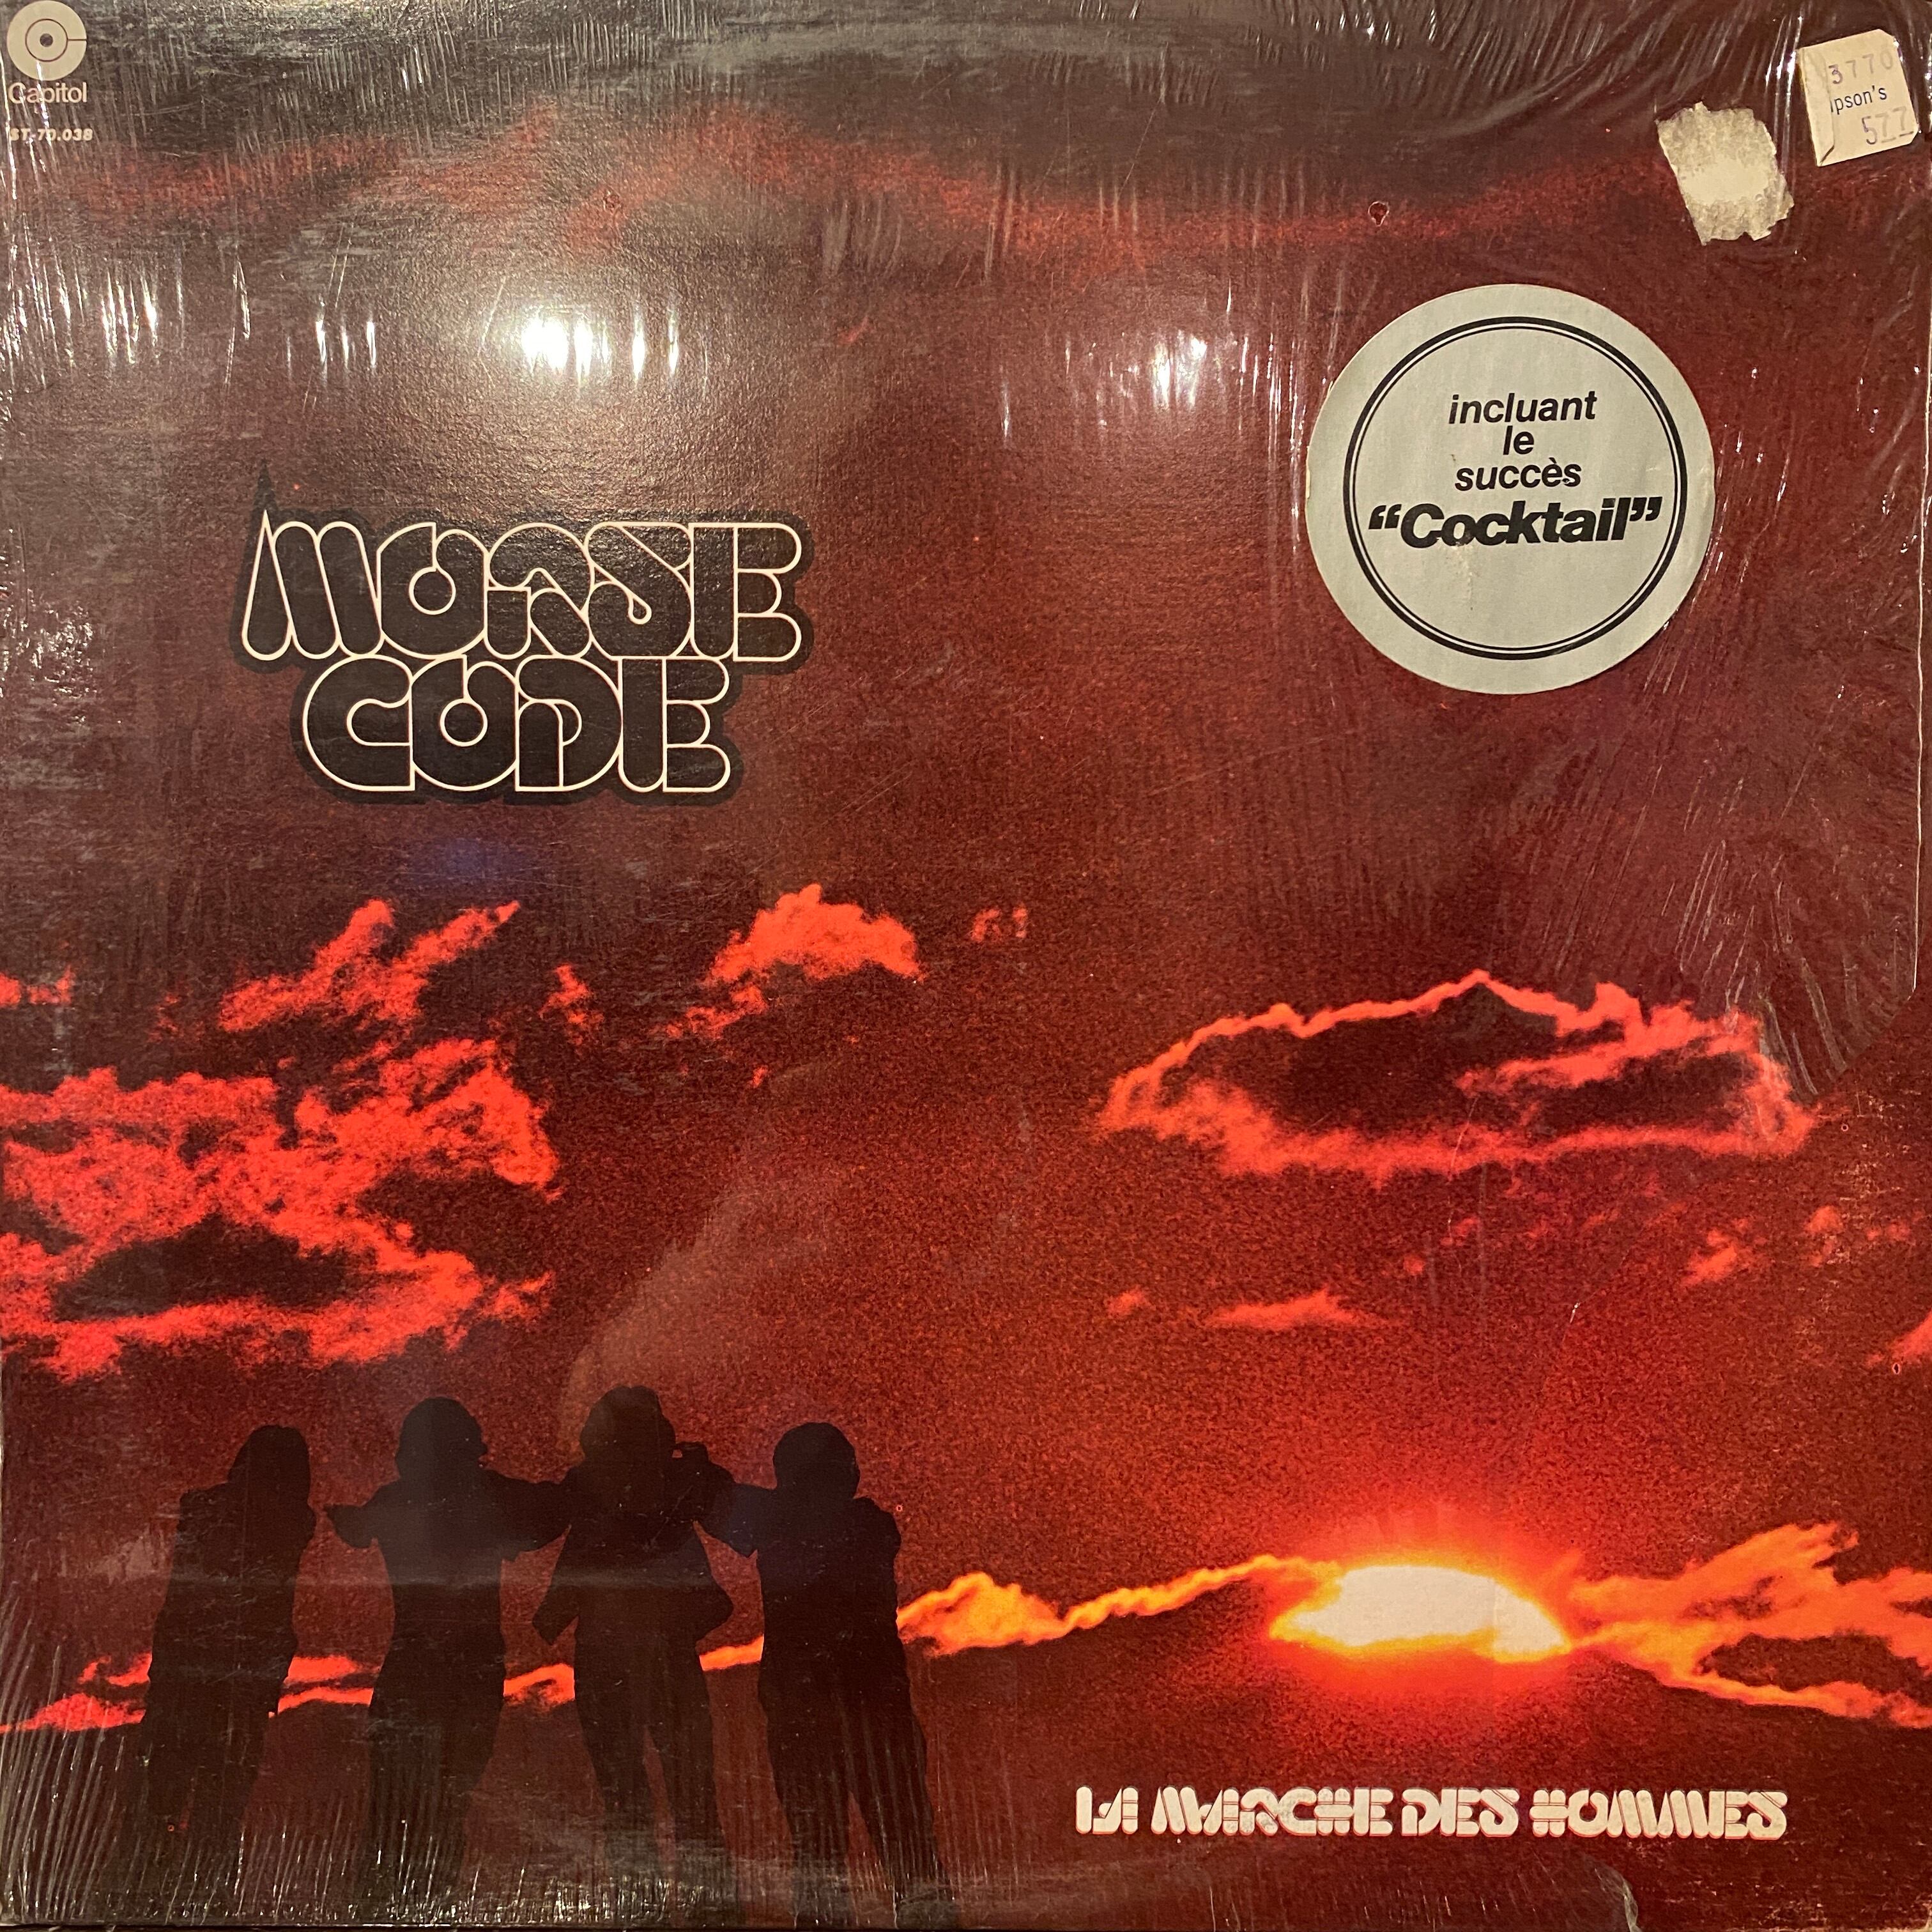 Capitol
ST-70.038
3770
ipson's
577
incluant
le
succès
“Cocktail”
MORSE
CODE
LA MARCHE DES HOMMES